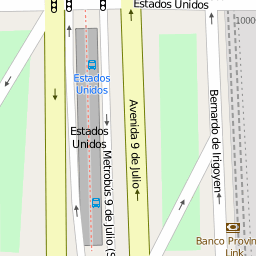 Estados Unidos
1000
Estados
Unidos
Estados
Unidos
Avenida 9 de Julio
Bernardo de Irigoyen
Metrobús 9 de Julio (S
Banco Provin
Link